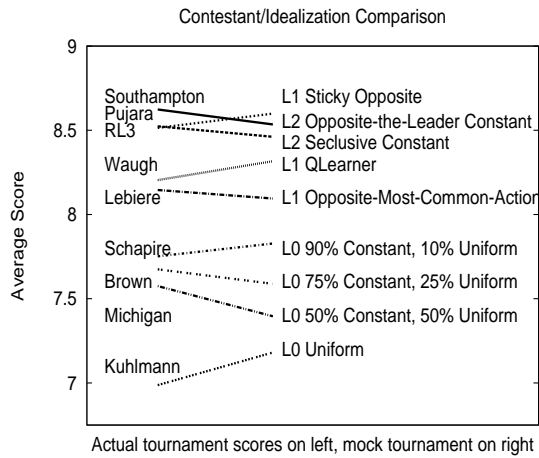 Contestant/Idealization Comparison
9
8.5
8
7.5
7
Average Score
Southampton
Pujara
RL3
Waugh
Lebiere
Schapire
Brown
Michigan
Kuhlmann
L1 Sticky Opposite
L2 Opposite-the-Leader Constant
L2 Seclusive Constant
L1 QLearner
L1 Opposite-Most-Common-Action
L0 90% Constant, 10% Uniform
L0 75% Constant, 25% Uniform
L0 50% Constant, 50% Uniform
L0 Uniform
Actual tournament scores on left, mock tournament on right